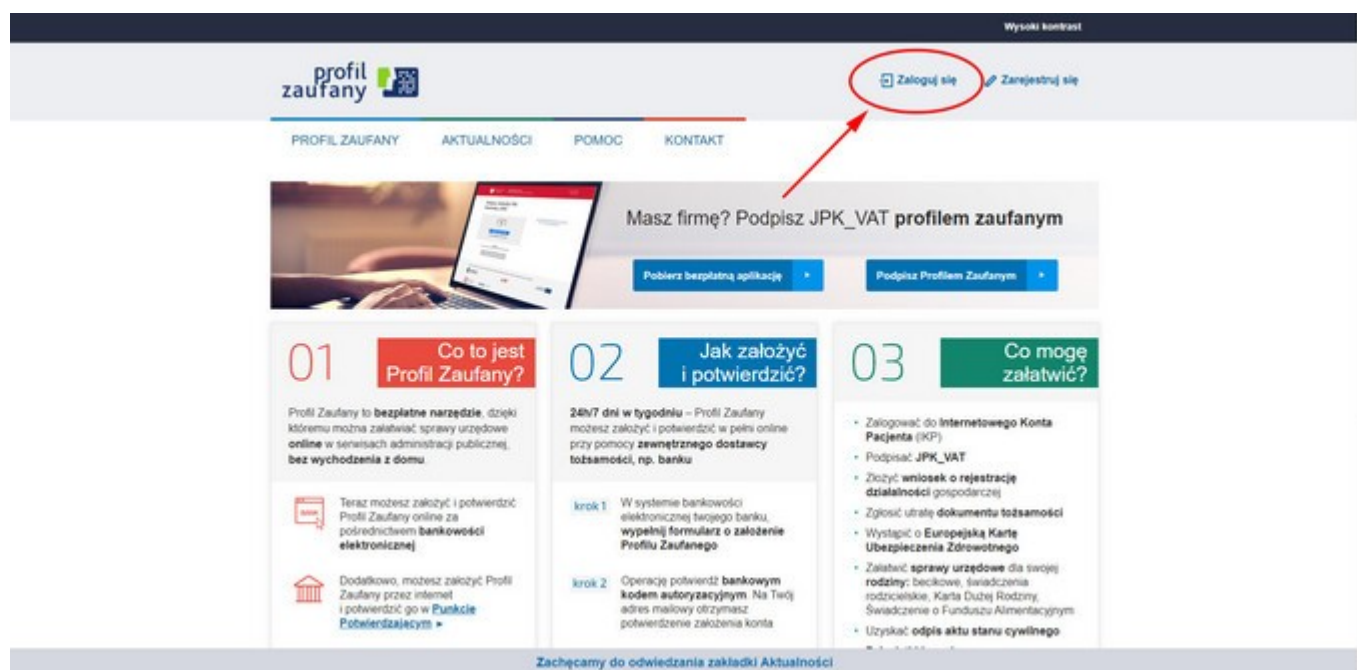 Wysoki kontrast
profil
zaufany
Zaloguj się
Zarejestruj się
PROFIL ZAUFANY AKTUALNOŚCI POMOC KONTAKT
Masz firmę? Podpisz JPK_VAT profilem zaufanym
Pobierz bezpłatną aplikację
Podpisz Profilem Zaufanym
01
Co to jest
Profil Zaufany?
Profil Zaufany to bezpłatne narzędzie, dzięki
któremu można załatwiać sprawy urzędowe
online w serwisach administracji publicznej,
bez wychodzenia z domu.
Teraz możesz założyć i potwierdzić
Profil Zaufany online za
pośrednictwem bankowości
elektronicznej
Dodatkowo, możesz założyć Profil
Zaufany przez internet
i potwierdzić go w Punkcie
Potwierdzającym
02
Jak założyć
i potwierdzić?
24h/7 dni w tygodniu – Profil Zaufany
możesz założyć i potwierdzić w pełni online
przy pomocy zewnętrznego dostawcy
tożsamości, np. banku
krok 1
W systemie bankowości
elektronicznej twojego banku,
wypełnij formularz o założenie
Profilu Zaufanego
krok 2
Operację potwierdź bankowym
kodem autoryzacyjnym. Na Twój
adres mailowy otrzymasz
potwierdzenie założenia konta
03
Co mogę
załatwić?
Zalogować do Internetowego Konta
Pacjenta (IKP)
Podpisać JPK_VAT
Złożyć wniosek o rejestrację
działalności gospodarczej
Zgłosić utratę dokumentu tożsamości
Wystąpić o Europejską Kartę
Ubezpieczenia Zdrowotnego
Załatwić sprawy urzędowe dla swojej
rodziny: becikowe, świadczenia
rodzicielskie, Karta Dużej Rodziny,
Świadczenie o Funduszu Alimentacyjnym
Uzyskać odpis aktu stanu cywilnego
Zachęcamy do odwiedzania zakładki Aktualności